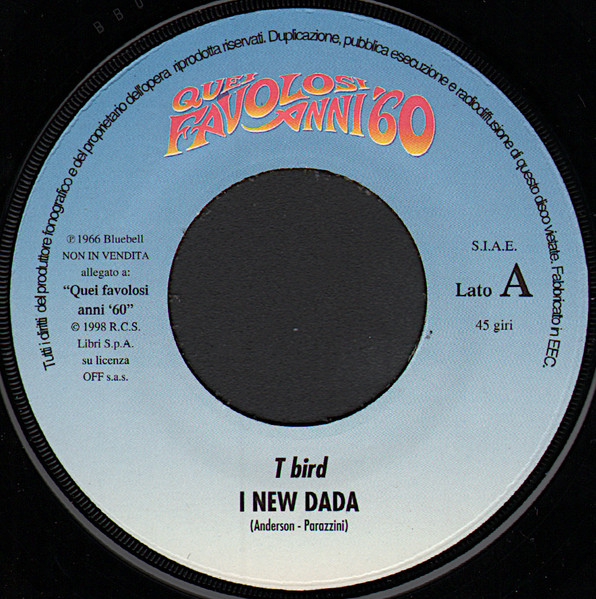 Tutti i diritti del produttore fonografico e del proprietario dell'opera riprodotta riservati. Duplicazione, pubblica esecuzione e radiodiffusione di questo disco vietate. Fabbricato in EEC.
QUEI
FAVOLOSI
ANNI '60
℗ 1966 Bluebell
NON IN VENDITA
allegato a:
“Quei favolosi
anni ‘60”
© 1998 R.C.S.
Libri S.p.A.
su licenza
OFF s.a.s.
S.I.A.E.
Lato A
45 giri
T bird
I NEW DADA
(Anderson - Parazzini)